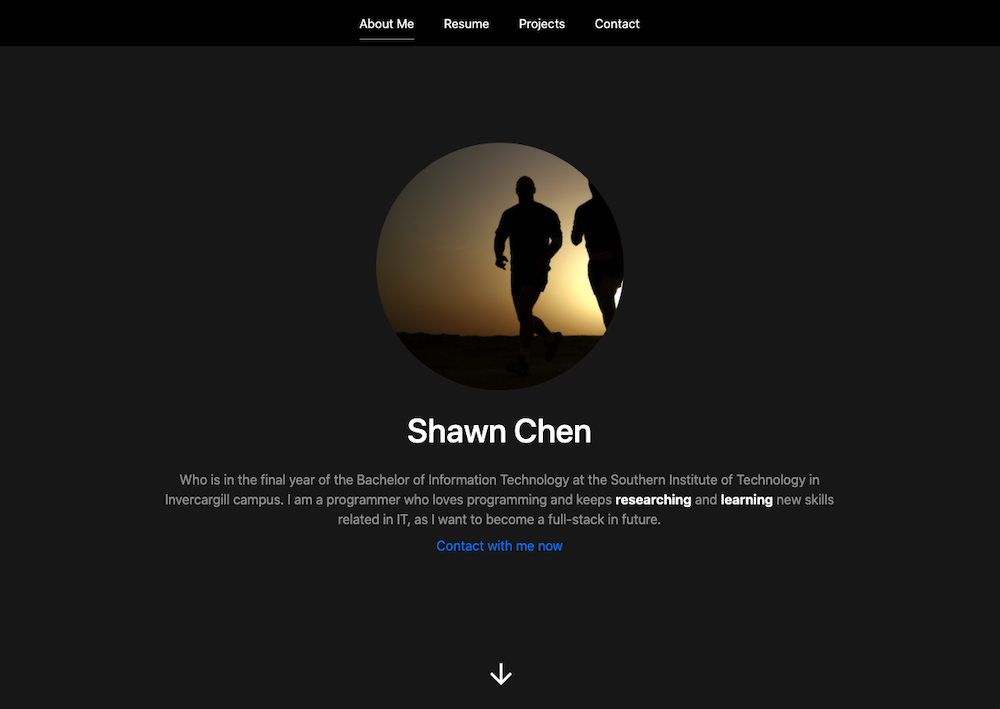 About Me Resume Projects Contact
Shawn Chen
Who is in the final year of the Bachelor of Information Technology at the Southern Institute of Technology in
Invercargill campus. I am a programmer who loves programming and keeps researching and learning new skills
related in IT, as I want to become a full-stack in future.
Contact with me now